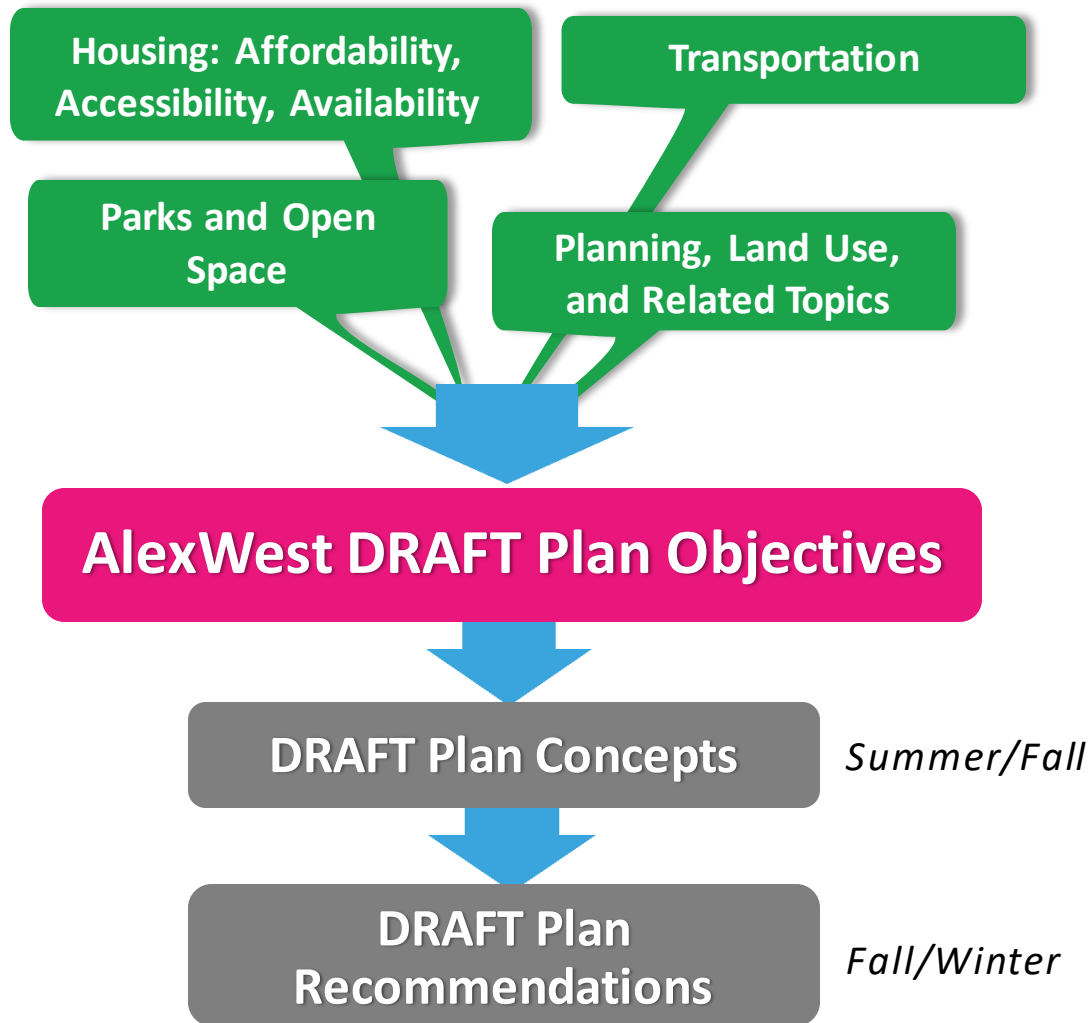 Housing: Affordability,
Accessibility, Availability
Transportation
Parks and Open
Space
Planning, Land Use,
and Related Topics
AlexWest DRAFT Plan Objectives
DRAFT Plan Concepts
Summer/Fall
DRAFT Plan
Recommendations
Fall/Winter